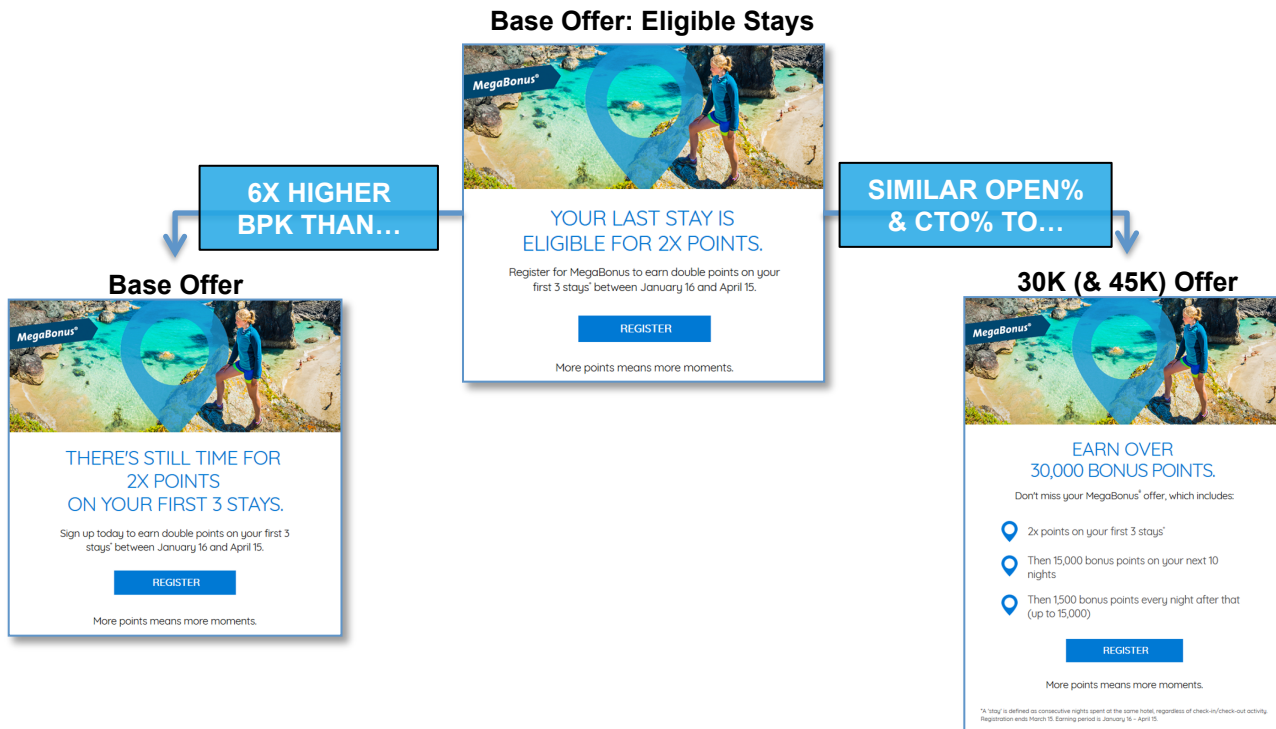 Base Offer: Eligible Stays
MegaBonus®
YOUR LAST STAY IS
ELIGIBLE FOR 2X POINTS.
Register for MegaBonus to earn double points on your
first 3 stays* between January 16 and April 15.
REGISTER
More points means more moments.
6X HIGHER
BPK THAN…
SIMILAR OPEN%
& CTO% TO…
Base Offer
MegaBonus®
THERE'S STILL TIME FOR
2X POINTS
ON YOUR FIRST 3 STAYS.
Sign up today to earn double points on your first 3
stays* between January 16 and April 15.
REGISTER
More points means more moments.
30K (& 45K) Offer
MegaBonus®
EARN OVER
30,000 BONUS POINTS.
Don't miss your MegaBonus® offer, which includes:
2x points on your first 3 stays*
Then 15,000 bonus points on your next 10
nights
Then 1,500 bonus points every night after that
(up to 15,000)
REGISTER
More points means more moments.
*A 'stay' is defined as consecutive nights spent at the same hotel, regardless of check-in/check-out activity.
Registration ends March 15. Earning period is January 16 – April 15.